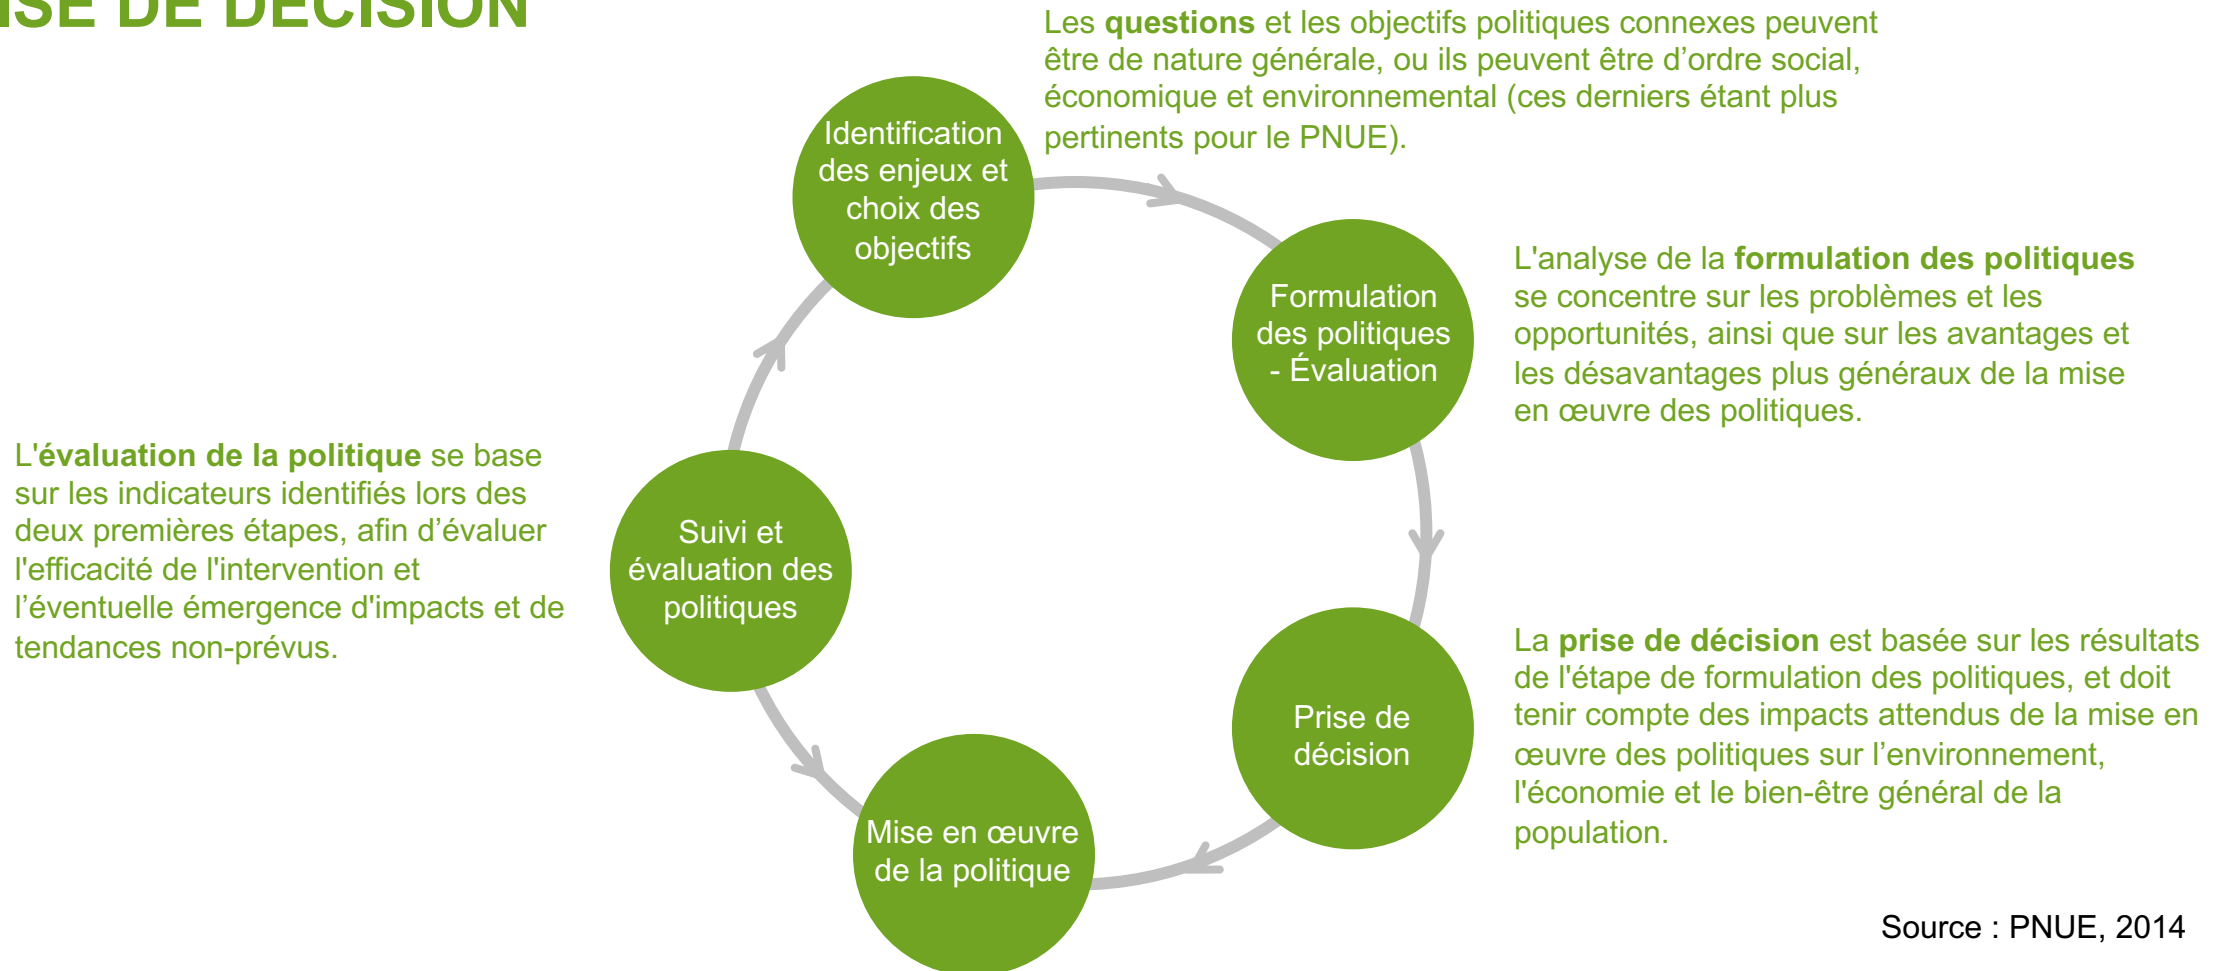 ISE DE DÉCISION
Les questions et les objectifs politiques connexes peuvent
être de nature générale, ou ils peuvent être d’ordre social,
économique et environnemental (ces derniers étant plus
pertinents pour le PNUE).
Identification
des enjeux et
choix des
objectifs
Formulation
des politiques
- Évaluation
L'analyse de la formulation des politiques
se concentre sur les problèmes et les
opportunités, ainsi que sur les avantages et
les désavantages plus généraux de la mise
en œuvre des politiques.
L'évaluation de la politique se base
sur les indicateurs identifiés lors des
deux premières étapes, afin d’évaluer
l'efficacité de l'intervention et
l’éventuelle émergence d'impacts et de
tendances non-prévus.
Suivi et
évaluation des
politiques
Prise de
décision
La prise de décision est basée sur les résultats
de l'étape de formulation des politiques, et doit
tenir compte des impacts attendus de la mise en
œuvre des politiques sur l’environnement,
l'économie et le bien-être général de la
population.
Mise en œuvre
de la politique
Source : PNUE, 2014